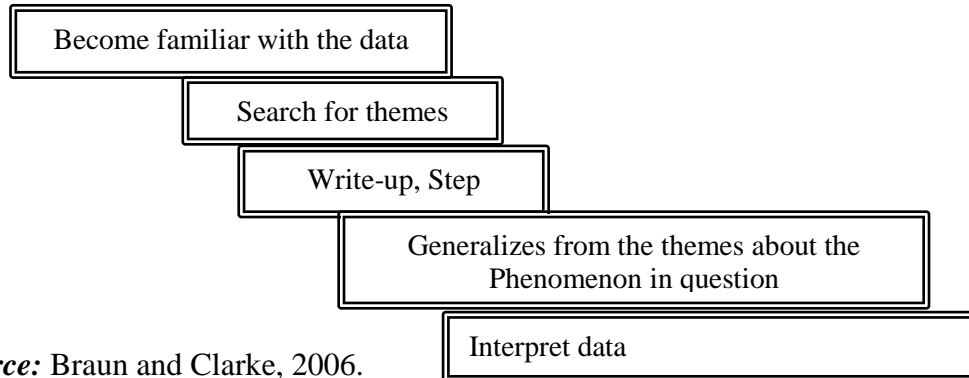 Become familiar with the data
Search for themes
Write-up, Step
Generalizes from the themes about the
Phenomenon in question
Interpret data
rce: Braun and Clarke, 2006.